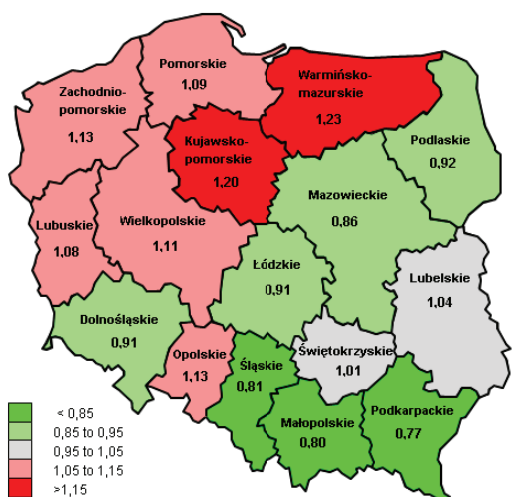 Pomorskie
1,09
Warmińsko-
mazurskie
1,23
Zachodnio-
pomorskie
1,13
Kujawsko-
pomorskie
1,20
Podlaskie
0,92
Mazowieckie
0,86
Lubuskie
1,08
Wielkopolskie
1,11
Łódzkie
0,91
Lubelskie
1,04
Dolnośląskie
0,91
Opolskie
1,13
Śląskie
0,81
Świętokrzyskie
1,01
Małopolskie
0,80
Podkarpackie
0,77
< 0,85
0,85 to 0,95
0,95 to 1,05
1,05 to 1,15
>1,15